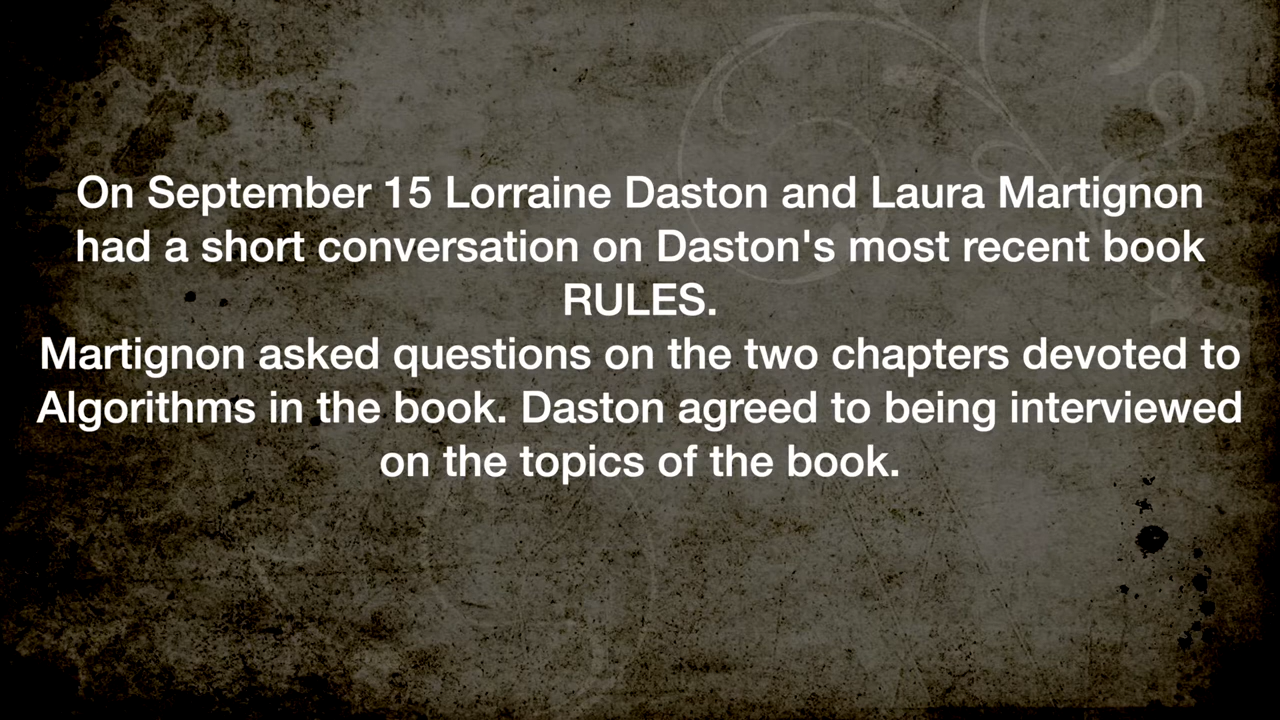 On September 15 Lorraine Daston and Laura Martignon
had a short conversation on Daston's most recent book
RULES.
Martignon asked questions on the two chapters devoted to
Algorithms in the book. Daston agreed to being interviewed
on the topics of the book.